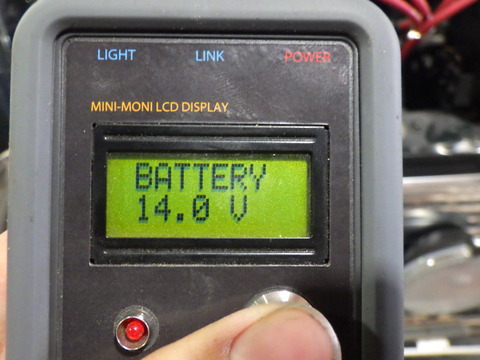 LIGHT LINK POWER
MINI-MONI LCD DISPLAY
BATTERY
14.0 V